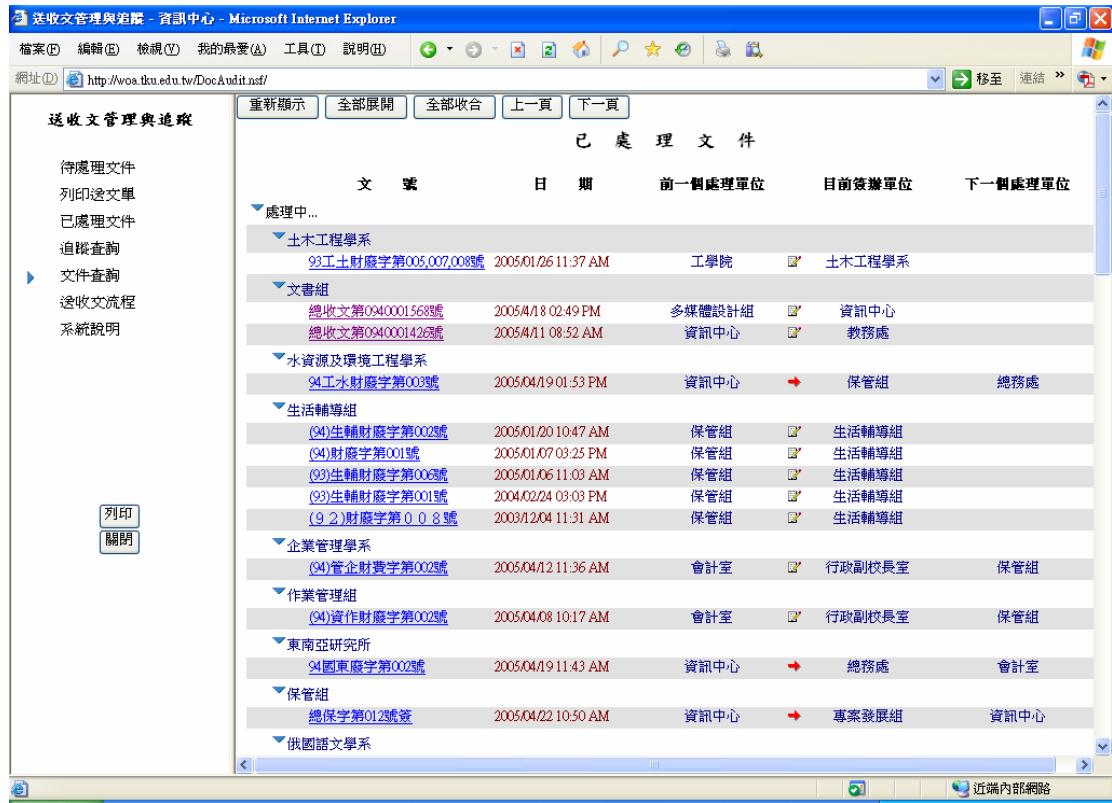 送收文管理與追蹤 - 資訊中心 - Microsoft Internet Explorer
檔案(F) 編輯(E) 檢視(V) 我的最愛(A) 工具(T) 說明(H)
網址(D) http://woa.tku.edu.tw/DocAudit.nsf/ 移至 連結 »
送收文管理與追蹤
待處理文件
列印送文單
已處理文件
追蹤查詢
文件查詢
送收文流程
系統說明
列印
關閉
重新顯示 全部展開 全部收合 上一頁 下一頁
已 處 理 文 件
文 號 日 期 前一個處理單位 目前簽辦單位 下一個處理單位
處理中...
土木工程學系
93工土財廢字第005,007,008號 2005/01/26 11:37 AM 工學院 土木工程學系
文書組
總收文第0940001568號 2005/4/18 02:49 PM 多媒體設計組 資訊中心
總收文第0940001426號 2005/4/11 08:52 AM 資訊中心 教務處
水資源及環境工程學系
94工水財廢字第003號 2005/04/19 01:53 PM 資訊中心 保管組 總務處
生活輔導組
(94)生輔財廢字第002號 2005/01/20 10:47 AM 保管組 生活輔導組
(94)財廢字第001號 2005/01/07 03:25 PM 保管組 生活輔導組
(93)生輔財廢字第006號 2005/01/06 11:03 AM 保管組 生活輔導組
(93)生輔財廢字第001號 2004/02/24 03:03 PM 保管組 生活輔導組
(９２)財廢字第００８號 2003/12/04 11:31 AM 保管組 生活輔導組
企業管理學系
(94)管企財費字第002號 2005/04/12 11:36 AM 會計室 行政副校長室 保管組
作業管理組
(94)資作財廢字第002號 2005/04/08 10:17 AM 會計室 行政副校長室 保管組
東南亞研究所
94國東廢字第002號 2005/04/19 11:43 AM 資訊中心 總務處 會計室
保管組
總保字第012號簽 2005/04/22 10:50 AM 資訊中心 專案發展組 資訊中心
俄國語文學系
近端內部網路